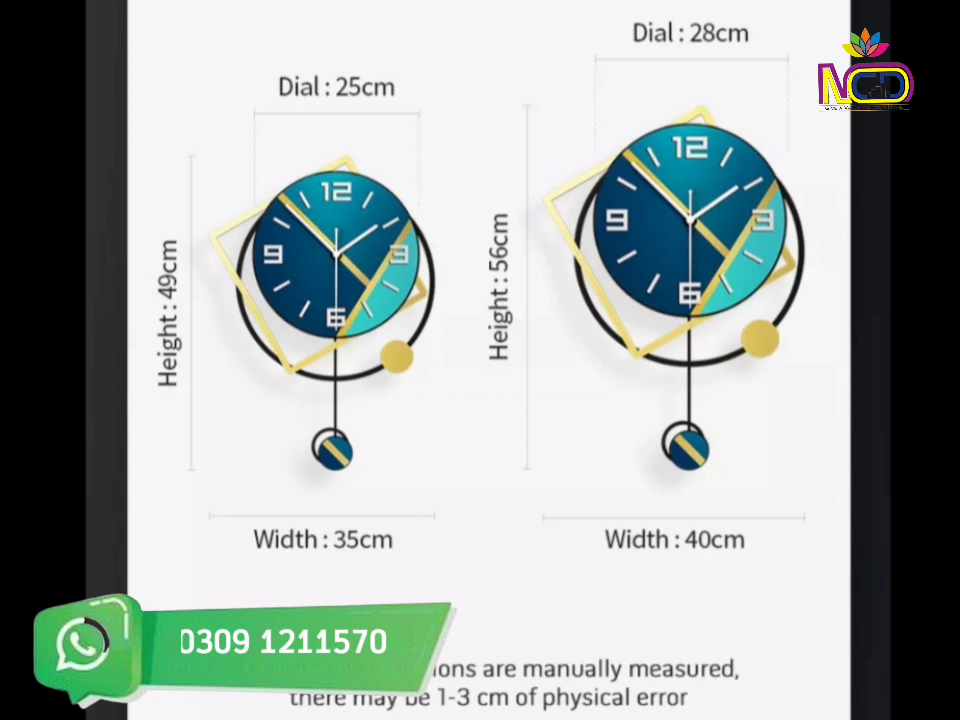 Dial : 28cm
NCD
Dial : 25cm
12
9
3
6
12
9
3
6
Height : 49cm
Height : 56cm
Width : 35cm
Width : 40cm
0309 1211570
are manually measured,
there may be 1-3 cm of physical error